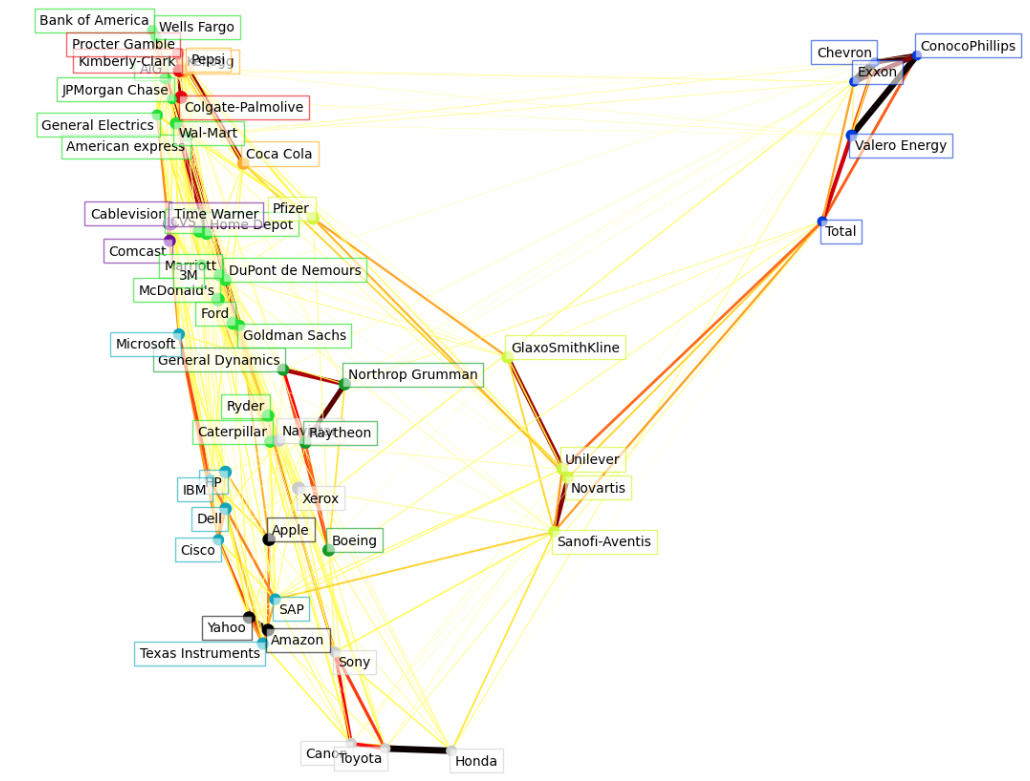 Bank of America
Wells Fargo
Procter Gamble
Kimberly-Clark
Pepsi
AIG
JPMorgan Chase
Colgate-Palmolive
General Electrics
Wal-Mart
American express
Coca Cola
Chevron
ConocoPhillips
Exxon
Valero Energy
Total
Cablevision
Time Warner
Pfizer
CVS
Home Depot
Comcast
Marriott
3M
DuPont de Nemours
McDonald's
Ford
Goldman Sachs
Microsoft
General Dynamics
Northrop Grumman
GlaxoSmithKline
Ryder
Caterpillar
Raytheon
Unilever
HP
IBM
Xerox
Novartis
Dell
Apple
Boeing
Cisco
Sanofi-Aventis
SAP
Yahoo
Amazon
Texas Instruments
Sony
Canon
Toyota
Honda